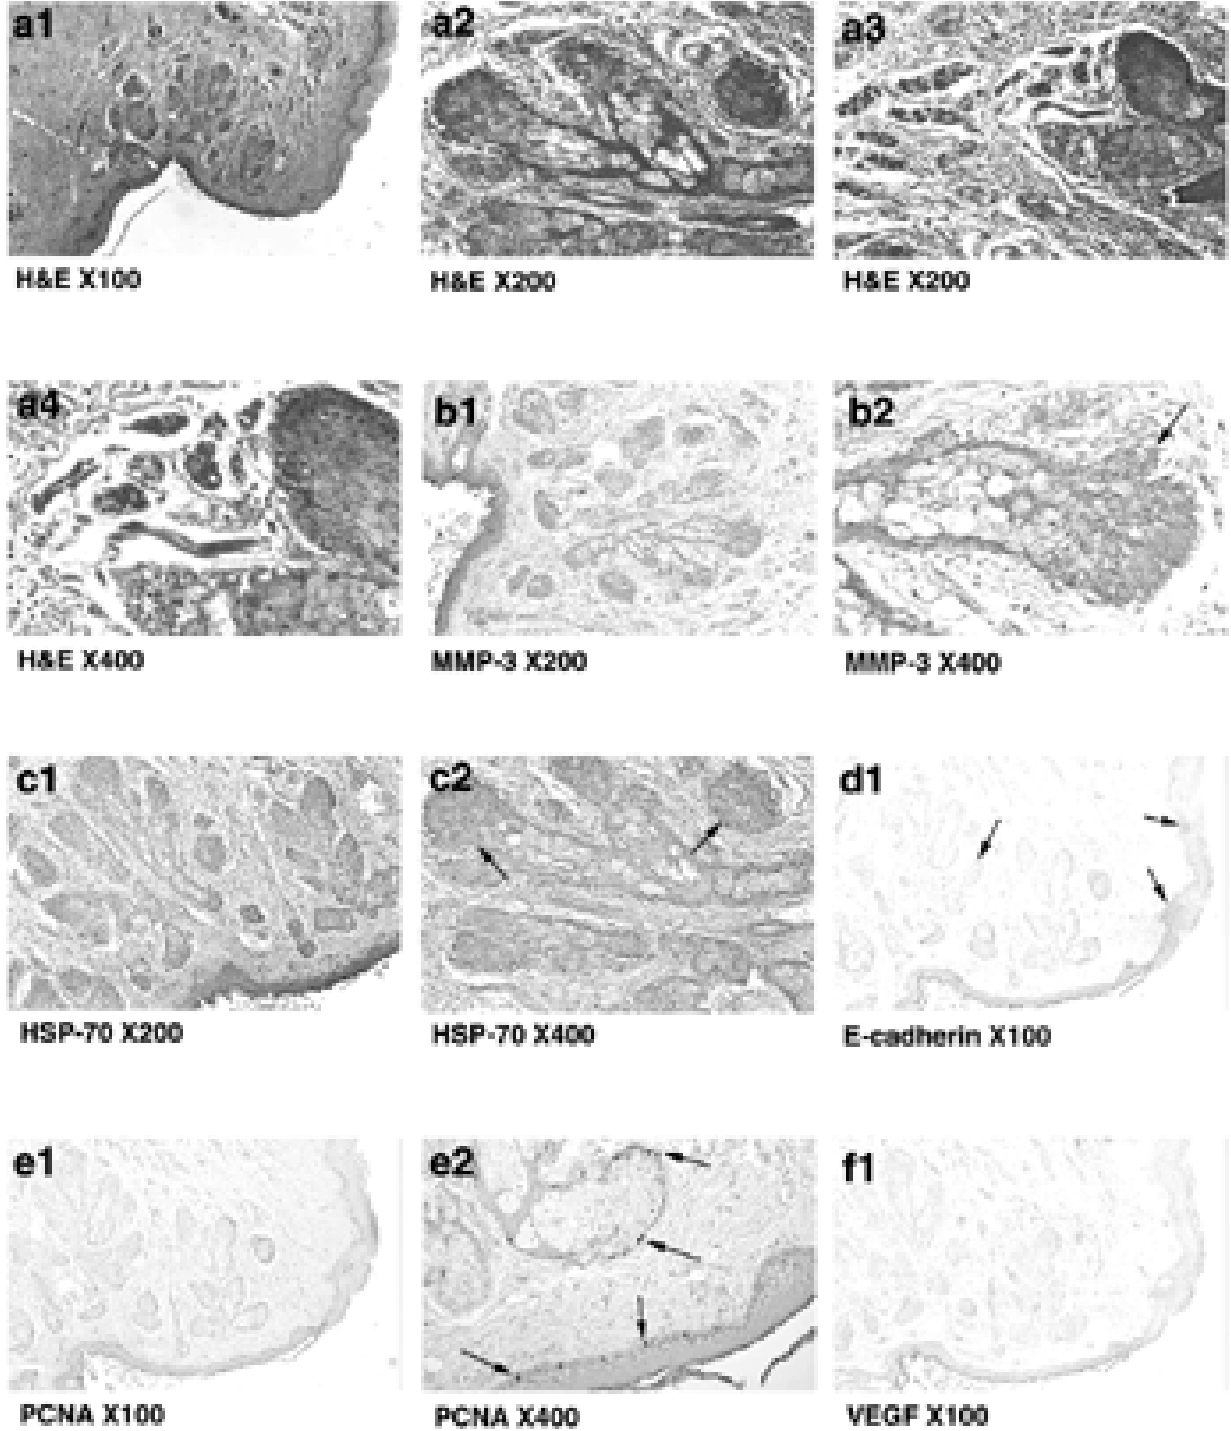 a1 a2 a3
H&E X100 H&E X200 H&E X200
a4 b1 b2
H&E X400 MMP-3 X200 MMP-3 X400
c1 c2 d1
HSP-70 X200 HSP-70 X400 E-cadherin X100
e1 e2 f1
PCNA X100 PCNA X400 VEGF X100